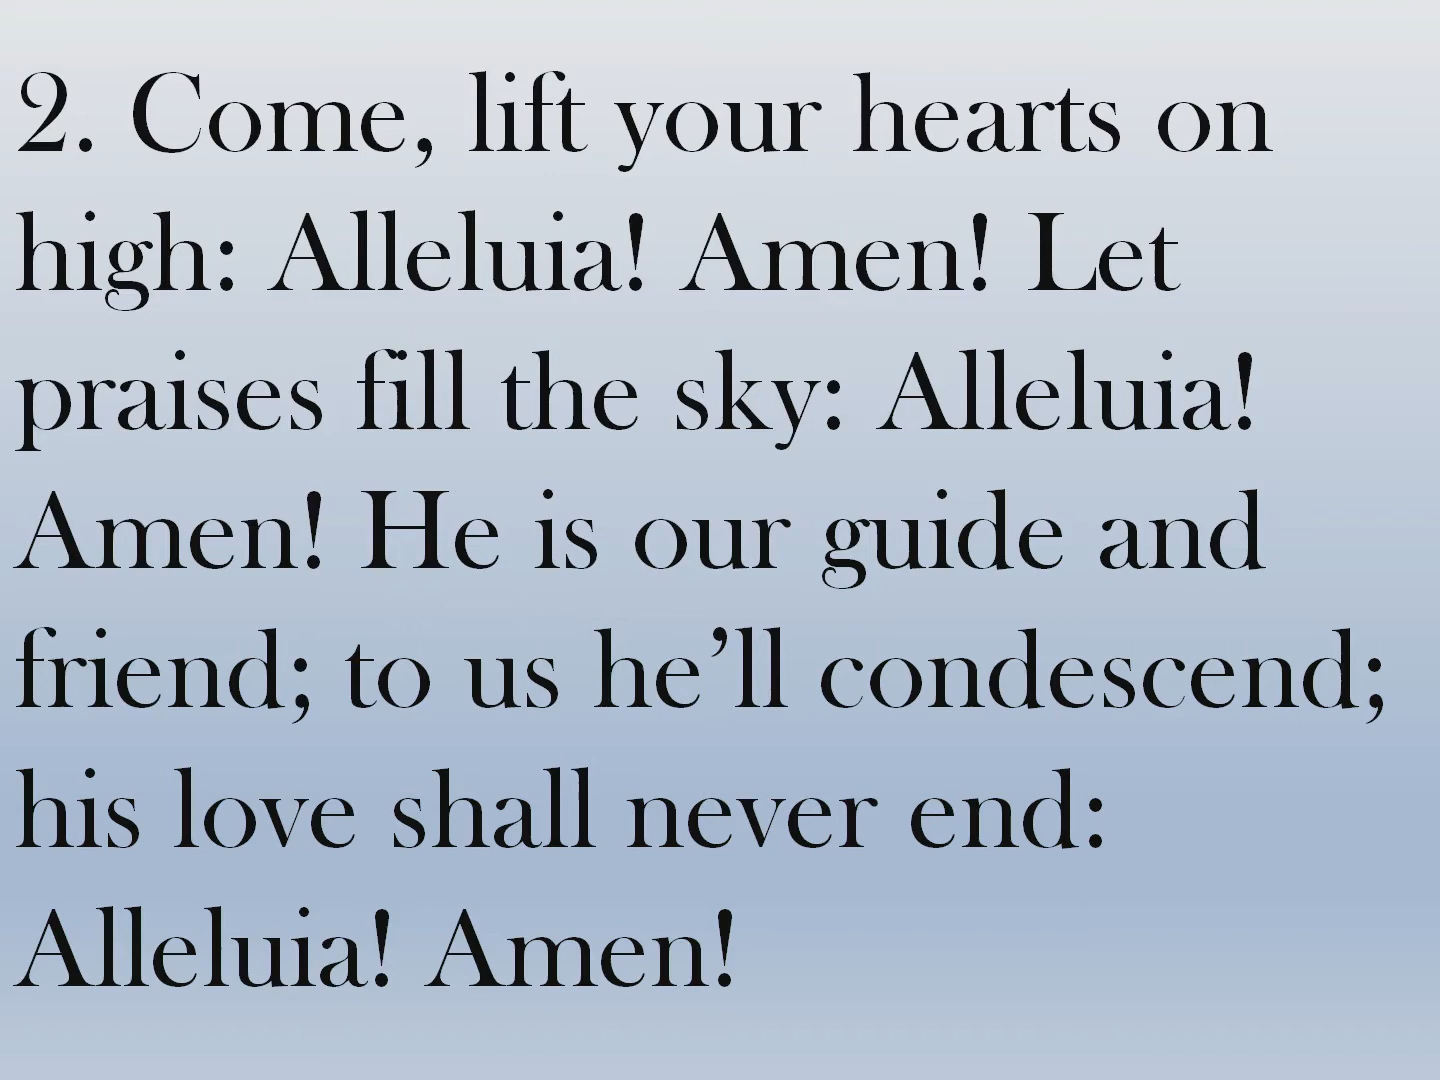 2. Come, lift your hearts on
high: Alleluia! Amen! Let
praises fill the sky: Alleluia!
Amen! He is our guide and
friend; to us he’ll condescend;
his love shall never end:
Alleluia! Amen!